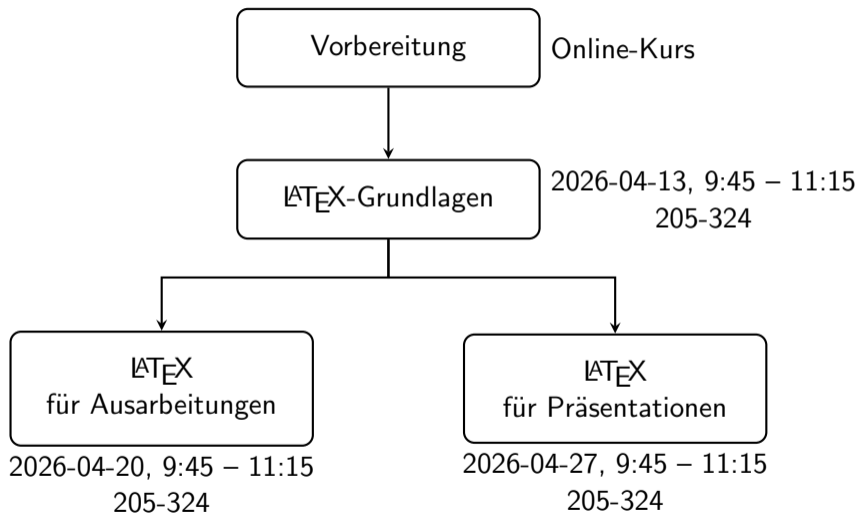 Vorbereitung
Online-Kurs
LATEX-Grundlagen
2026-04-13, 9:45 – 11:15
205-324
LATEX
für Ausarbeitungen
2026-04-20, 9:45 – 11:15
205-324
LATEX
für Präsentationen
2026-04-27, 9:45 – 11:15
205-324